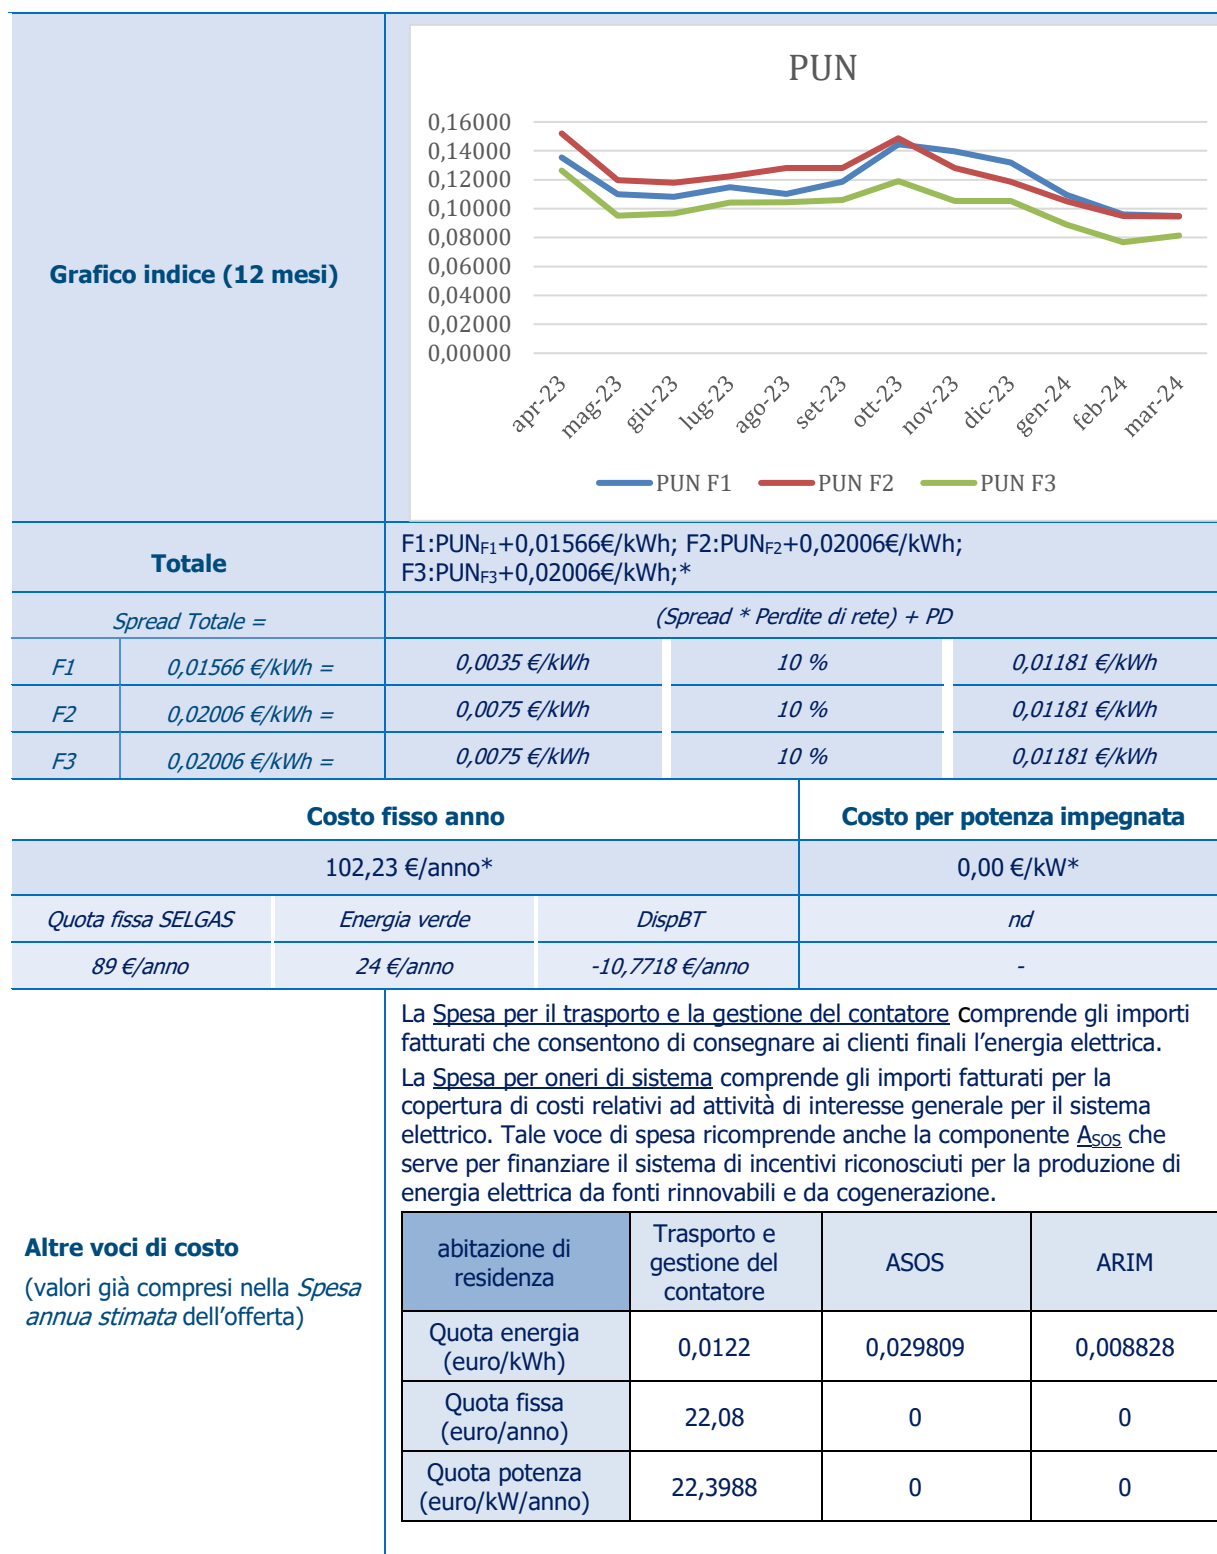 Grafico indice (12 mesi)
PUN
0,16000
0,14000
0,12000
0,10000
0,08000
0,06000
0,04000
0,02000
0,00000
apr-23
mag-23
giu-23
lug-23
ago-23
set-23
ott-23
nov-23
dic-23
gen-24
feb-24
mar-24
PUN F1
PUN F2
PUN F3
Totale
F1:PUNF1+0,01566€/kWh; F2:PUNF2+0,02006€/kWh;
F3:PUNF3+0,02006€/kWh;*
Spread Totale =
(Spread * Perdite di rete) + PD
F1
0,01566 €/kWh =
0,0035 €/kWh
10 %
0,01181 €/kWh
F2
0,02006 €/kWh =
0,0075 €/kWh
10 %
0,01181 €/kWh
F3
0,02006 €/kWh =
0,0075 €/kWh
10 %
0,01181 €/kWh
Costo fisso anno
Costo per potenza impegnata
102,23 €/anno*
0,00 €/kW*
Quota fissa SELGAS
Energia verde
DispBT
nd
89 €/anno
24 €/anno
-10,7718 €/anno
-
Altre voci di costo
(valori già compresi nella Spesa
annua stimata dell'offerta)
La Spesa per il trasporto e la gestione del contatore comprende gli importi
fatturati che consentono di consegnare ai clienti finali l'energia elettrica.
La Spesa per oneri di sistema comprende gli importi fatturati per la
copertura di costi relativi ad attività di interesse generale per il sistema
elettrico. Tale voce di spesa ricomprende anche la componente ASOS che
serve per finanziare il sistema di incentivi riconosciuti per la produzione di
energia elettrica da fonti rinnovabili e da cogenerazione.
abitazione di
residenza
Trasporto e
gestione del
contatore
ASOS
ARIM
Quota energia
(euro/kWh)
0,0122
0,029809
0,008828
Quota fissa
(euro/anno)
22,08
0
0
Quota potenza
(euro/kW/anno)
22,3988
0
0